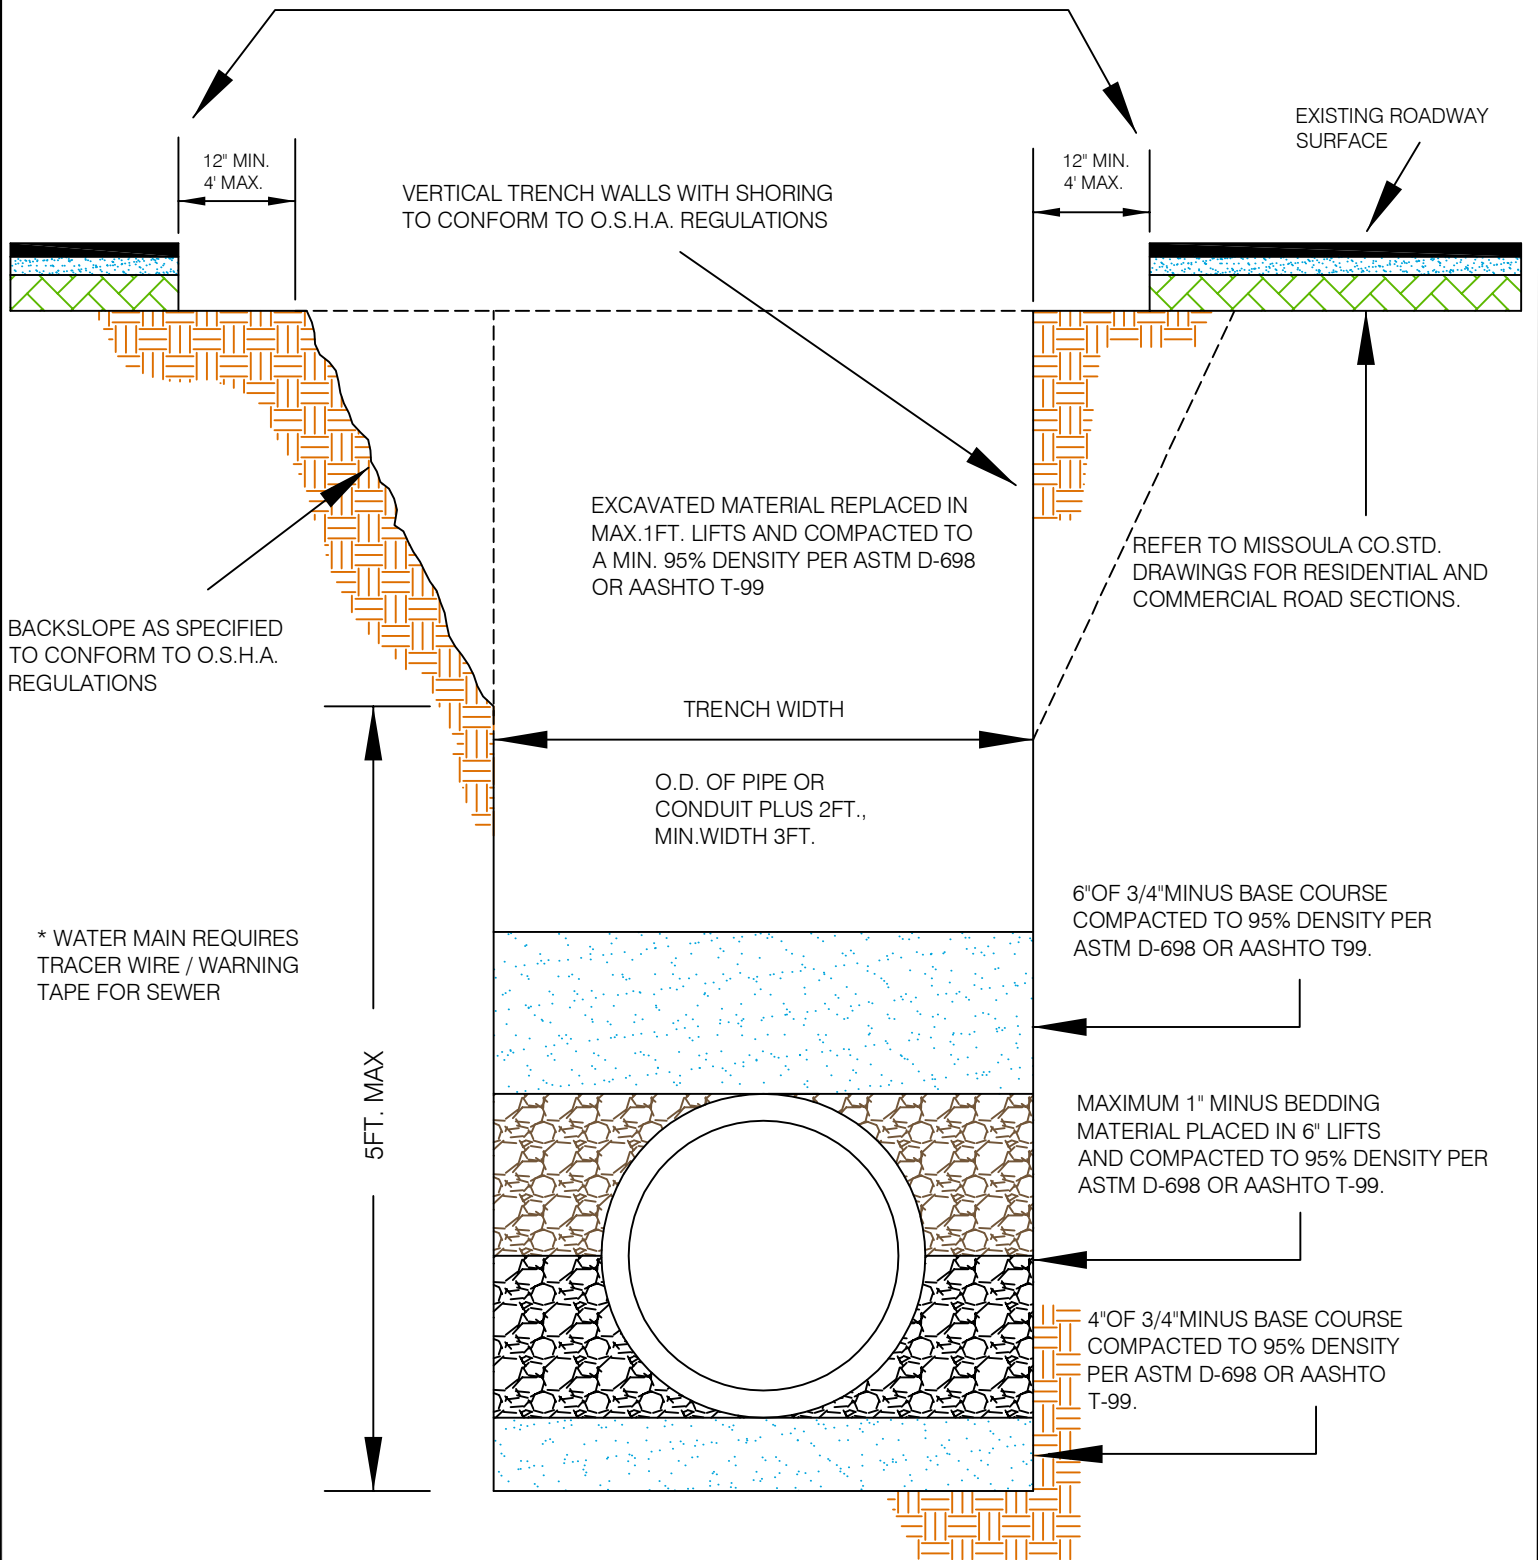 EXISTING ROADWAY
SURFACE
12" MIN.
4' MAX.
12" MIN.
4' MAX.
VERTICAL TRENCH WALLS WITH SHORING
TO CONFORM TO O.S.H.A. REGULATIONS
EXCAVATED MATERIAL REPLACED IN
MAX.1FT. LIFTS AND COMPACTED TO
A MIN. 95% DENSITY PER ASTM D-698
OR AASHTO T-99
REFER TO MISSOULA CO.STD.
DRAWINGS FOR RESIDENTIAL AND
COMMERCIAL ROAD SECTIONS.
BACKSLOPE AS SPECIFIED
TO CONFORM TO O.S.H.A.
REGULATIONS
TRENCH WIDTH
O.D. OF PIPE OR
CONDUIT PLUS 2FT.,
MIN.WIDTH 3FT.
6"OF 3/4"MINUS BASE COURSE
COMPACTED TO 95% DENSITY PER
ASTM D-698 OR AASHTO T99.
* WATER MAIN REQUIRES
TRACER WIRE / WARNING
TAPE FOR SEWER
5FT. MAX
MAXIMUM 1" MINUS BEDDING
MATERIAL PLACED IN 6" LIFTS
AND COMPACTED TO 95% DENSITY PER
ASTM D-698 OR AASHTO T-99.
4"OF 3/4"MINUS BASE COURSE
COMPACTED TO 95% DENSITY
PER ASTM D-698 OR AASHTO
T-99.